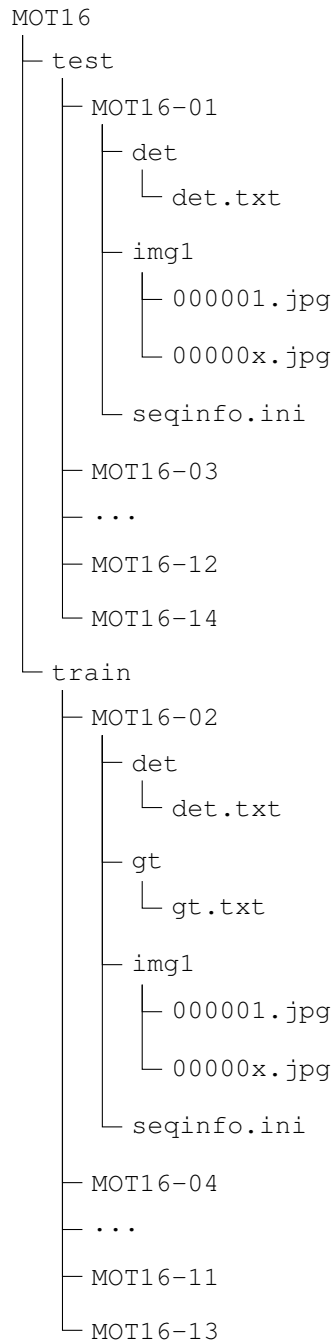 MOT16
test
MOT16-01
det
det.txt
img1
000001.jpg
00000x.jpg
seqinfo.ini
MOT16-03
...
MOT16-12
MOT16-14
train
MOT16-02
det
det.txt
gt
gt.txt
img1
000001.jpg
00000x.jpg
seqinfo.ini
MOT16-04
...
MOT16-11
MOT16-13